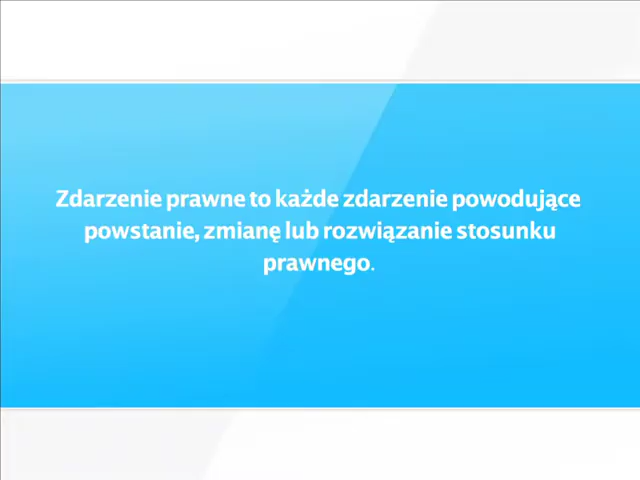 Zdarzenie prawne to każde zdarzenie powodujące
powstanie, zmianę lub rozwiązanie stosunku
prawnego.